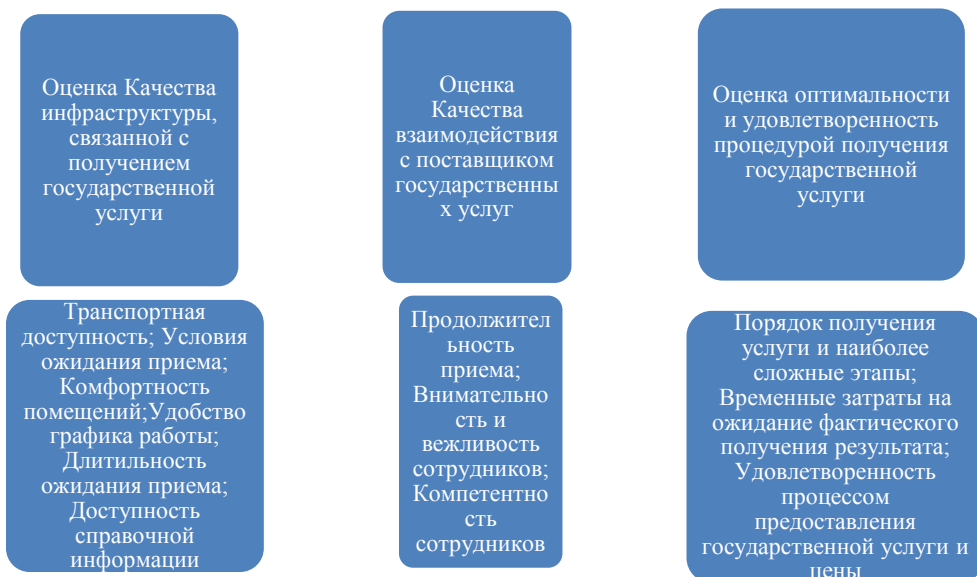 Оценка Качества
инфраструктуры,
связанной с
получением
государственной
услуги
Оценка
Качества
взаимодействия
с поставщиком
государственны
х услуг
Оценка оптимальности
и удовлетворенность
процедурой получения
государственной
услуги
Транспортная
доступность; Условия
ожидания приема;
Комфортность
помещений;Удобство
графика работы;
Длитильность
ожидания приема;
Доступность
справочной
информации
Продолжител
ьность
приема;
Внимательно
сть и
вежливость
сотрудников;
Компетентно
сть
сотрудников
Порядок получения
услуги и наиболее
сложные этапы;
Временные затраты на
ожидание фактического
получения результата;
Удовлетворенность
процессом
предоставления
государственной услуги и
цены